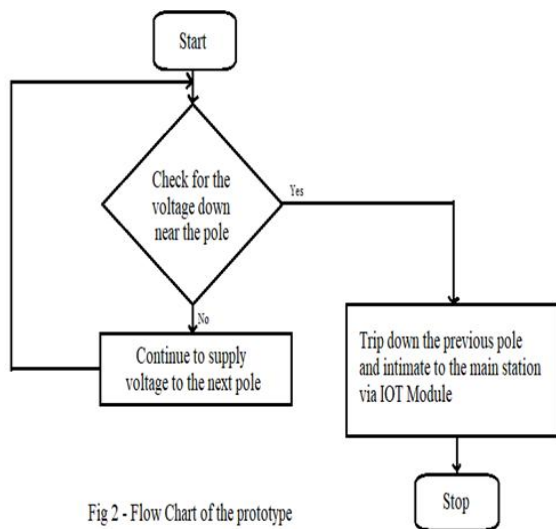 Start
Check for the
voltage down
near the pole
Yes
No
Continue to supply
voltage to the next pole
Trip down the previous pole
and intimate to the main station
via IOT Module
Stop
Fig 2 - Flow Chart of the prototype